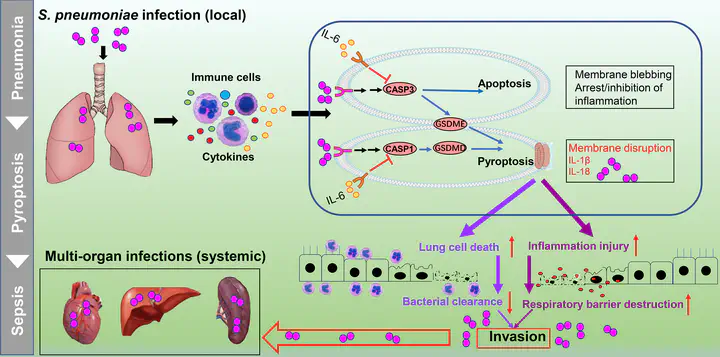 Pneumonia
Pyroptosis
Sepsis
S. pneumoniae infection (local)
Immune cells
Cytokines
IL-6
CASP3
Apoptosis
GSDME
CASP1
GSDMD
Pyroptosis
IL-6
Membrane blebbing
Arrest/inhibition of
inflammation
Membrane disruption
IL-1β
IL-18
Lung cell death
Inflammation injury
Bacterial clearance
Respiratory barrier destruction
Invasion
Multi-organ infections (systemic)